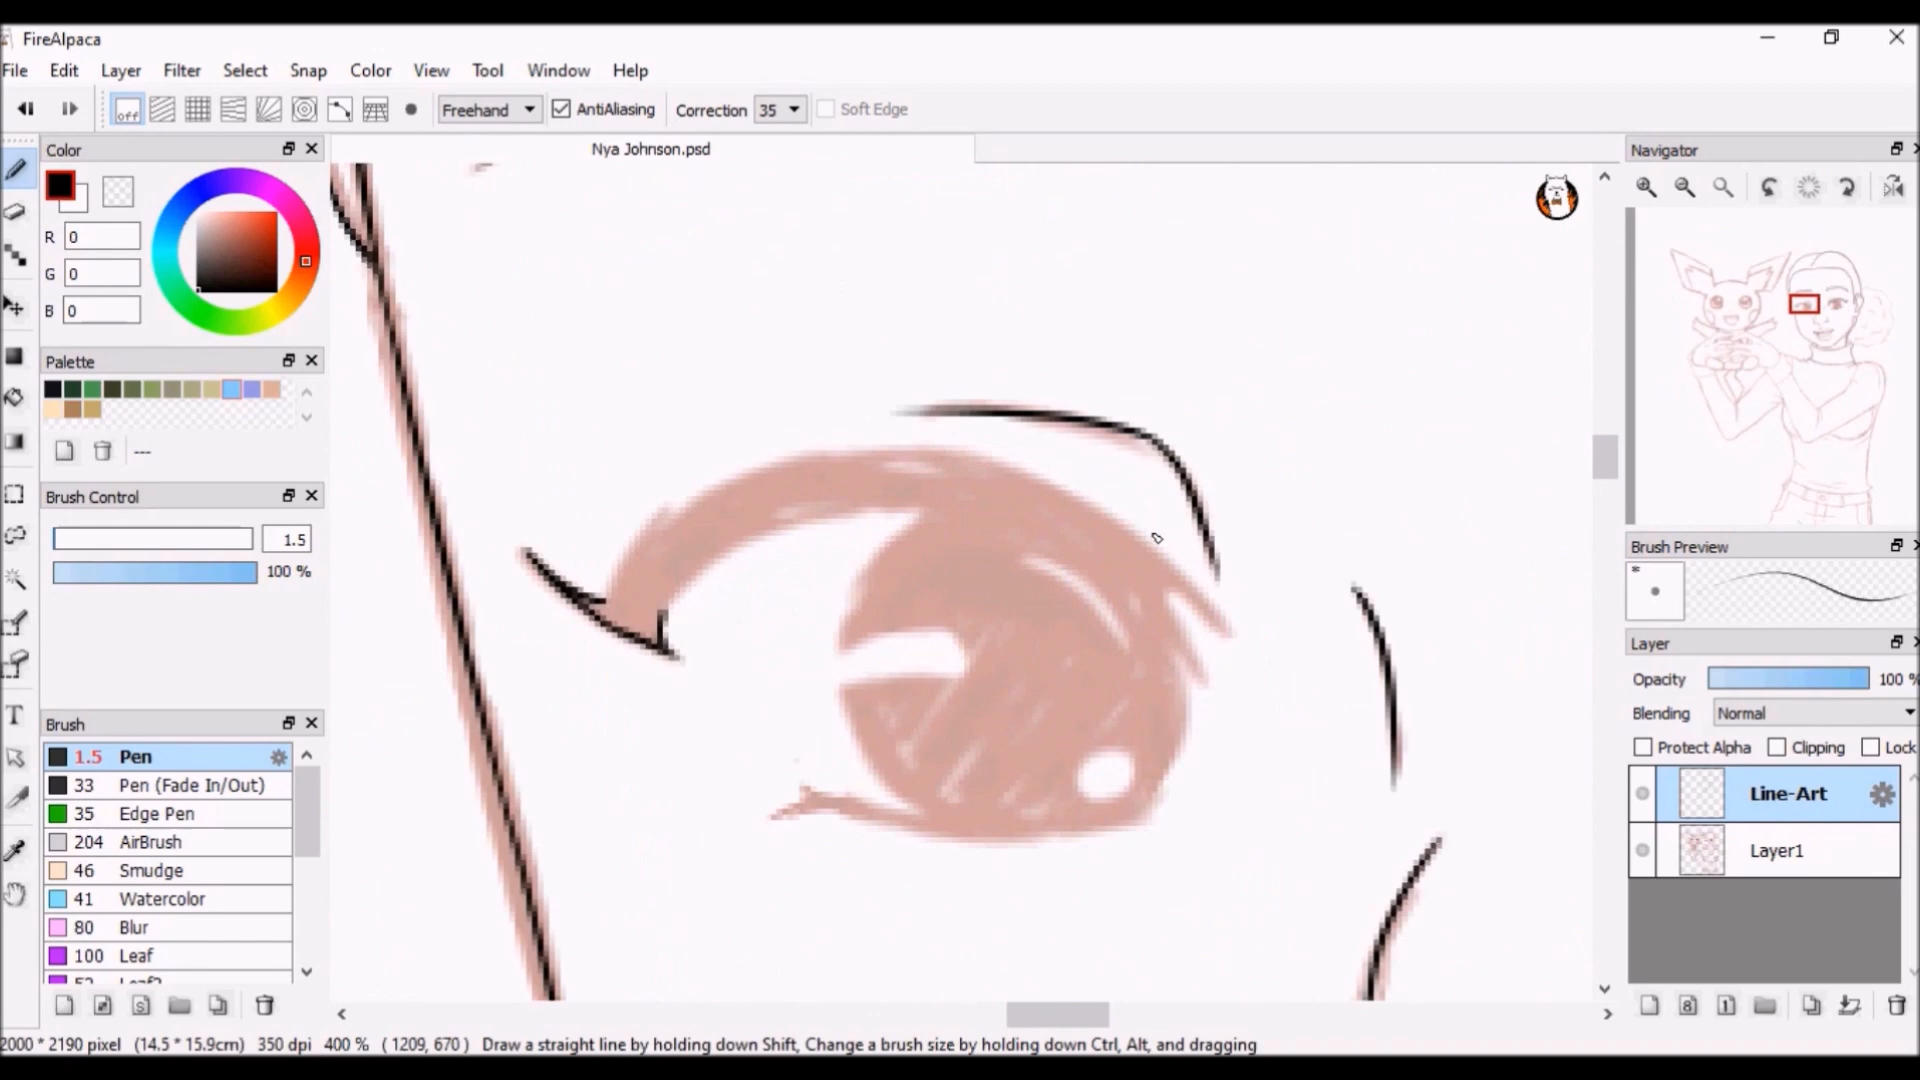 FireAlpaca
File Edit Layer Filter Select Snap Color View Tool Window Help
off Freehand AntiAliasing Correction 35 Soft Edge
Color
Nya Johnson.psd
Navigator
R 0
G 0
B 0
Palette
---
Brush Control
1.5
100 %
Brush Preview
*
Layer
Opacity 100 %
Blending Normal
Protect Alpha Clipping Lock
Line-Art
Layer1
Brush
1.5 Pen
33 Pen (Fade In/Out)
35 Edge Pen
204 AirBrush
46 Smudge
41 Watercolor
80 Blur
100 Leaf
T
S
8
1
2000 * 2190 pixel (14.5 * 15.9cm) 350 dpi 400 % ( 1209, 670 ) Draw a straight line by holding down Shift, Change a brush size by holding down Ctrl, Alt, and dragging